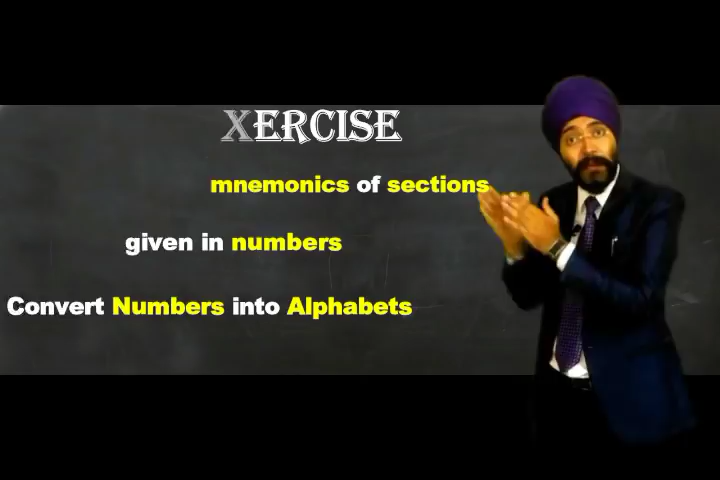 XERCISE
mnemonics of sections
given in numbers
Convert Numbers into Alphabets